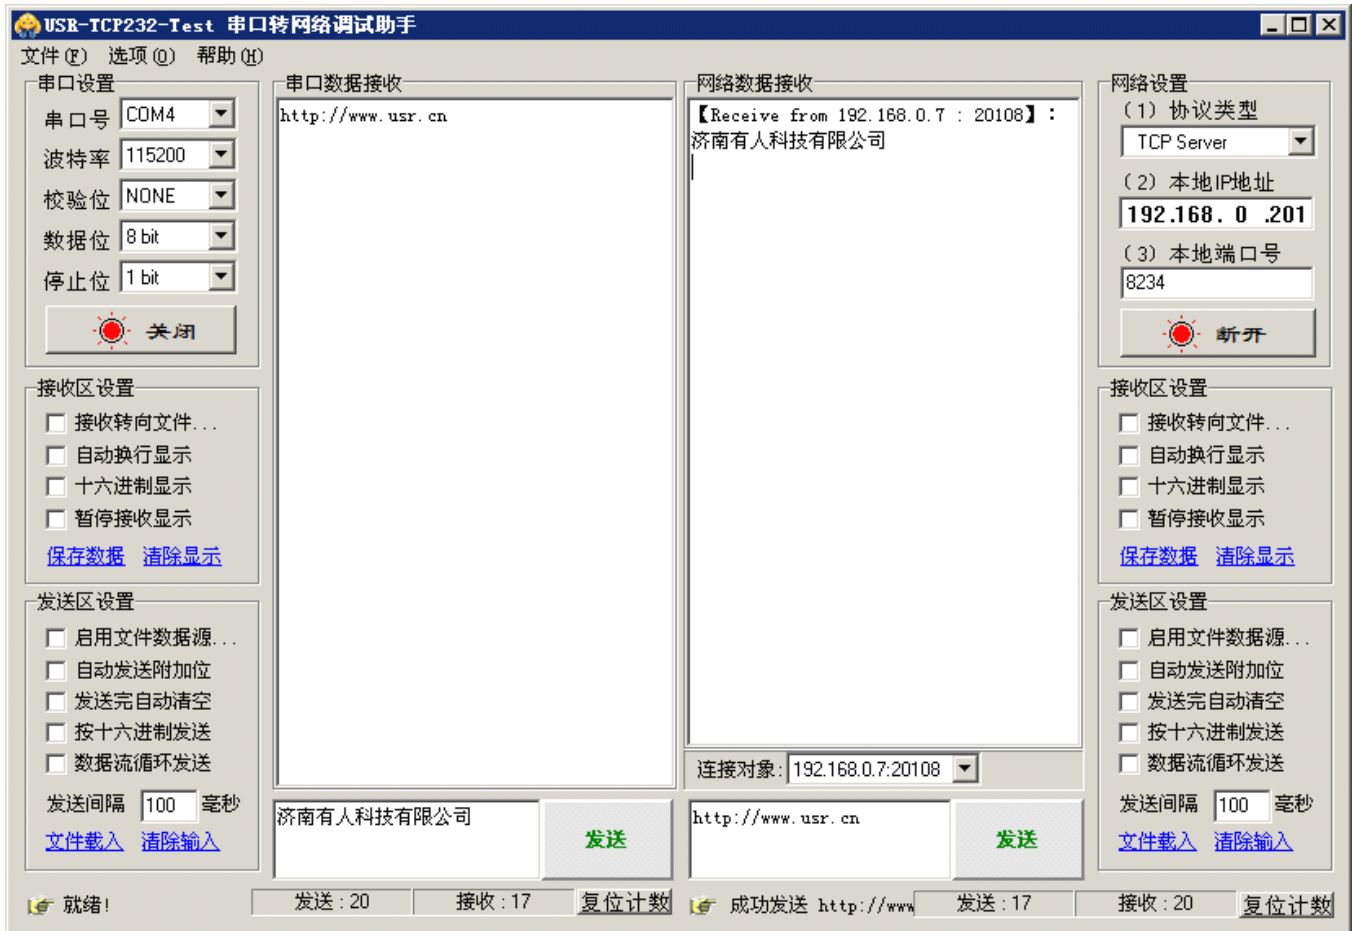 USR-TCP232-Test 串口转网络调试助手
文件(F) 选项(O) 帮助(H)
串口设置
串口号 COM4
波特率 115200
校验位 NONE
数据位 8 bit
停止位 1 bit
关闭
接收区设置
接收转向文件...
自动换行显示
十六进制显示
暂停接收显示
保存数据 清除显示
发送区设置
启用文件数据源...
自动发送附加位
发送完自动清空
按十六进制发送
数据流循环发送
发送间隔 100 毫秒
文件载入 清除输入
串口数据接收
http://www.usr.cn
济南有人科技有限公司
发送
网络数据接收
【Receive from 192.168.0.7 : 20108】:
济南有人科技有限公司
连接对象: 192.168.0.7:20108
http://www.usr.cn
发送
网络设置
(1) 协议类型
TCP Server
(2) 本地IP地址
192.168. 0 .201
(3) 本地端口号
8234
断开
接收区设置
接收转向文件...
自动换行显示
十六进制显示
暂停接收显示
保存数据 清除显示
发送区设置
启用文件数据源...
自动发送附加位
发送完自动清空
按十六进制发送
数据流循环发送
发送间隔 100 毫秒
文件载入 清除输入
就绪! 发送 : 20 接收 : 17 复位计数
成功发送 http://www 发送 : 17 接收 : 20 复位计数